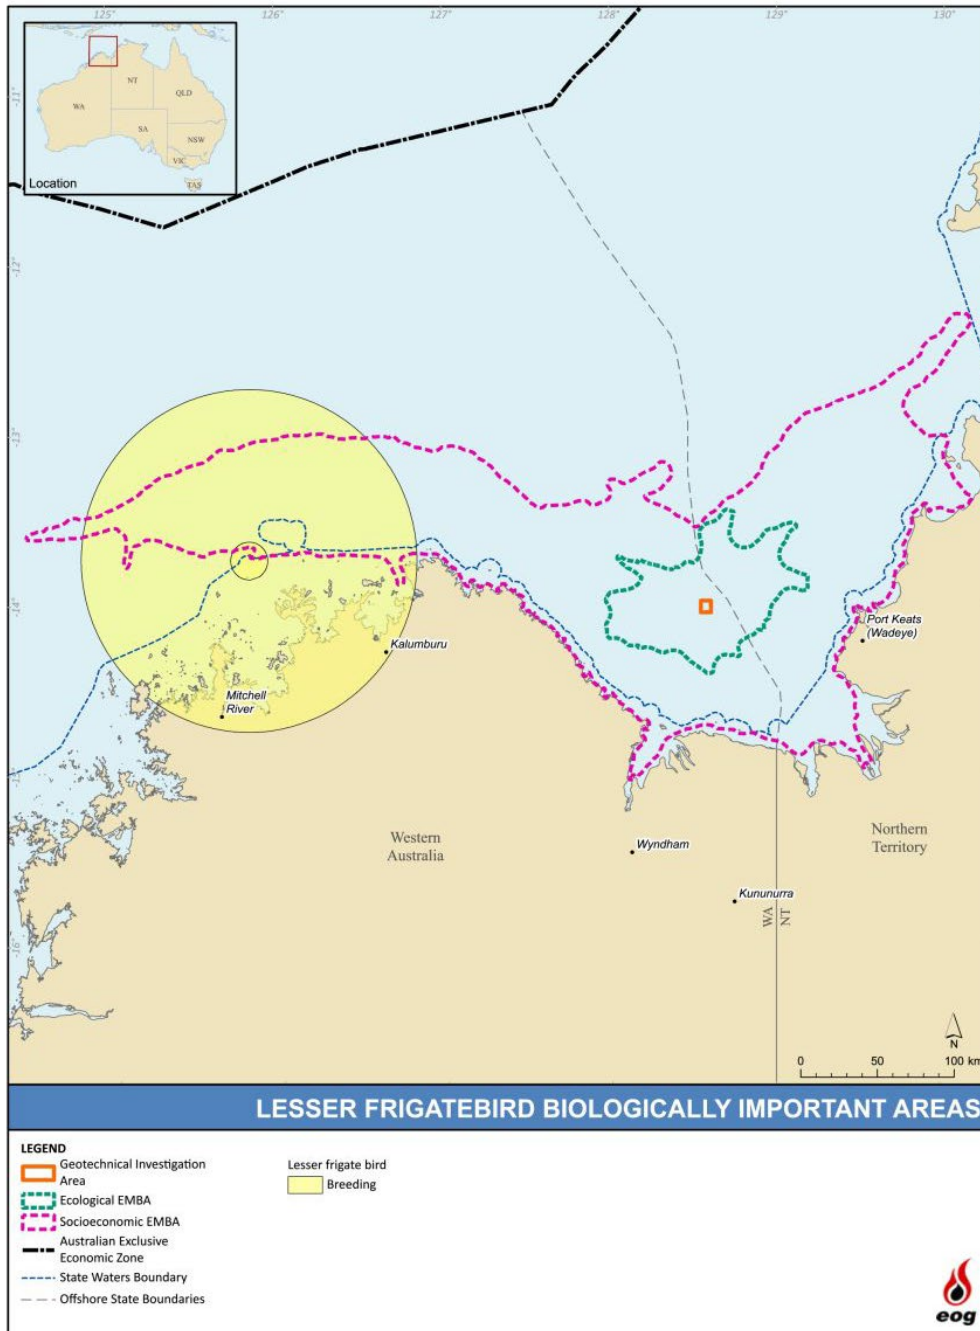 125°
126°
127°
128°
129°
130°
-11°
-12°
-13°
-14°
-16°
NT
WA
QLD
SA
NSW
VIC
TAS
Location
Kalumburu
Mitchell
River
Port Keats
(Wadeye)
Western
Australia
Northern
Territory
Wyndham
Kununurra
WA
NT
N
0 50 100 km
LESSER FRIGATEBIRD BIOLOGICALLY IMPORTANT AREAS
LEGEND
Geotechnical Investigation
Area
Ecological EMBA
Socioeconomic EMBA
Australian Exclusive
Economic Zone
State Waters Boundary
Offshore State Boundaries
Lesser frigate bird
Breeding
eog